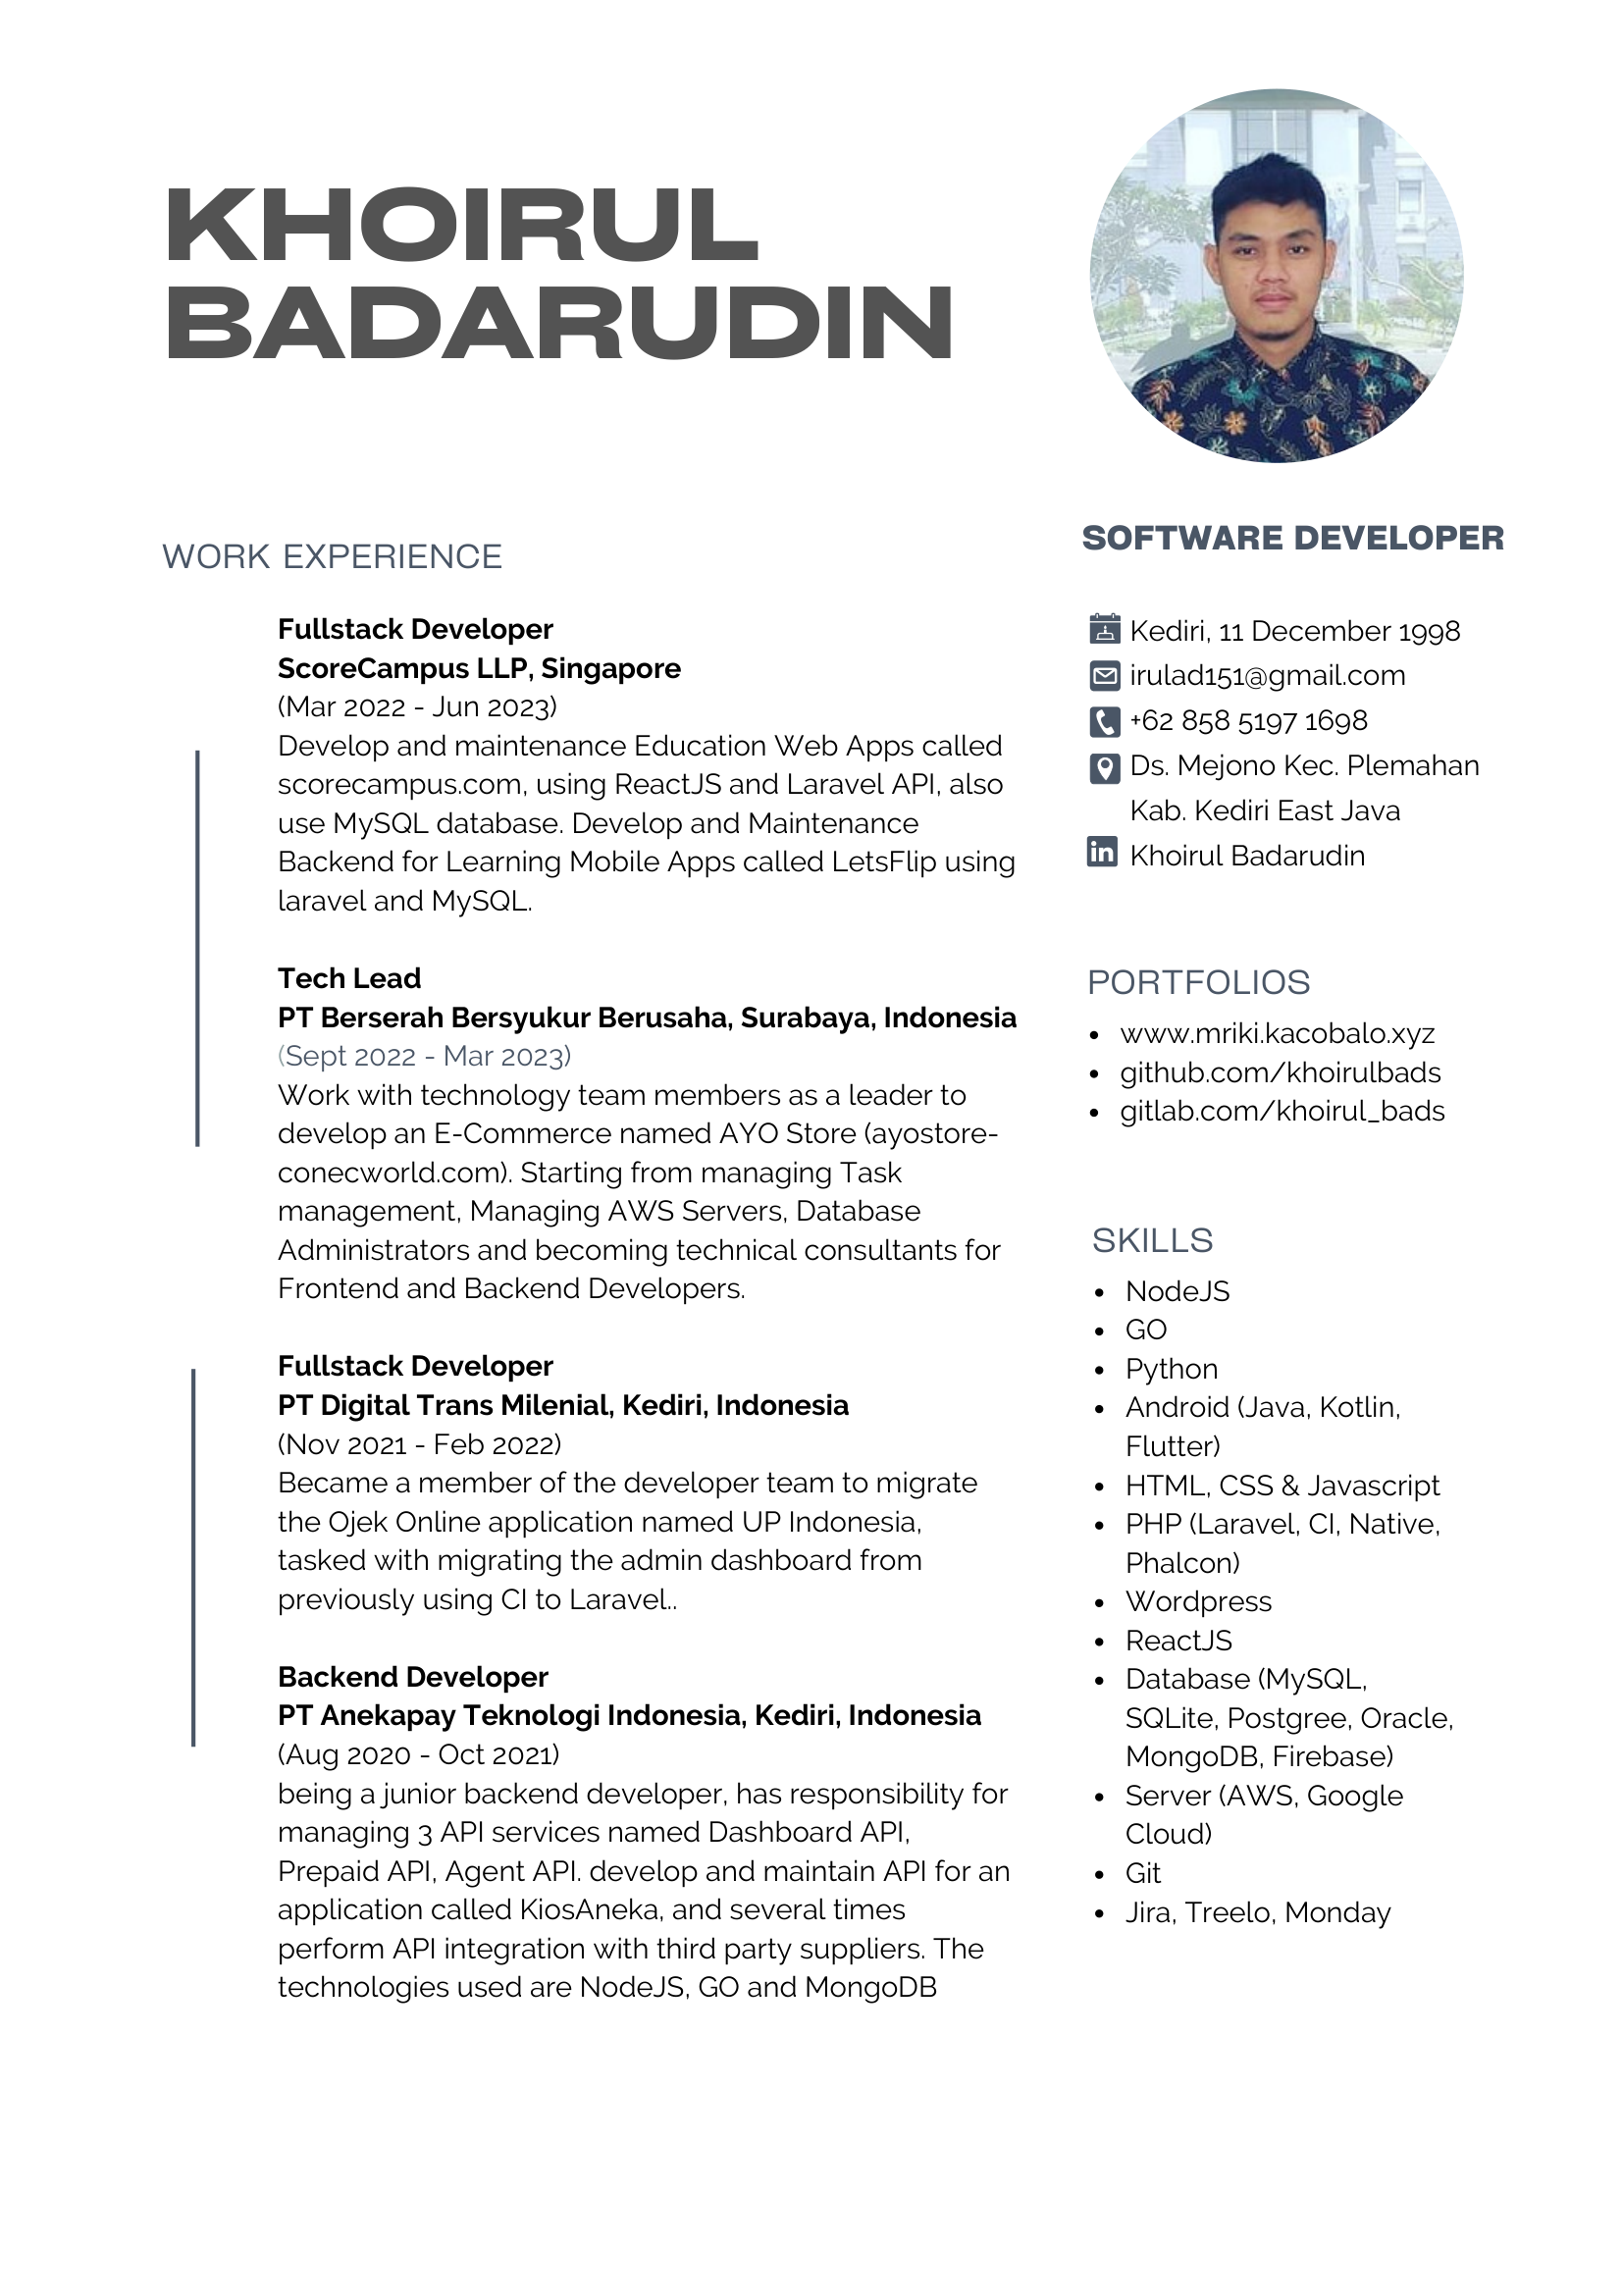 KHOIRUL
BADARUDIN
WORK EXPERIENCE
Fullstack Developer
ScoreCampus LLP, Singapore
(Mar 2022 - Jun 2023)
Develop and maintenance Education Web Apps called
scorecampus.com, using ReactJS and Laravel API, also
use MySQL database. Develop and Maintenance
Backend for Learning Mobile Apps called LetsFlip using
laravel and MySQL.
Tech Lead
PT Berserah Bersyukur Berusaha, Surabaya, Indonesia
(Sept 2022 - Mar 2023)
Work with technology team members as a leader to
develop an E-Commerce named AYO Store (ayostore-
conecworld.com). Starting from managing Task
management, Managing AWS Servers, Database
Administrators and becoming technical consultants for
Frontend and Backend Developers.
Fullstack Developer
PT Digital Trans Milenial, Kediri, Indonesia
(Nov 2021 - Feb 2022)
Became a member of the developer team to migrate
the Ojek Online application named UP Indonesia,
tasked with migrating the admin dashboard from
previously using CI to Laravel..
Backend Developer
PT Anekapay Teknologi Indonesia, Kediri, Indonesia
(Aug 2020 - Oct 2021)
being a junior backend developer, has responsibility for
managing 3 API services named Dashboard API,
Prepaid API, Agent API. develop and maintain API for an
application called KiosAneka, and several times
perform API integration with third party suppliers. The
technologies used are NodeJS, GO and MongoDB
SOFTWARE DEVELOPER
Kediri, 11 December 1998
irulad151@gmail.com
+62 858 5197 1698
Ds. Mejono Kec. Plemahan
Kab. Kediri East Java
in Khoirul Badarudin
PORTFOLIOS
• www.mriki.kacobalo.xyz
• github.com/khoirulbads
• gitlab.com/khoirul_bads
SKILLS
• NodeJS
• GO
• Python
• Android (Java, Kotlin,
Flutter)
• HTML, CSS & Javascript
• PHP (Laravel, CI, Native,
Phalcon)
• Wordpress
• ReactJS
• Database (MySQL,
SQLite, Postgree, Oracle,
MongoDB, Firebase)
• Server (AWS, Google
Cloud)
• Git
• Jira, Treelo, Monday